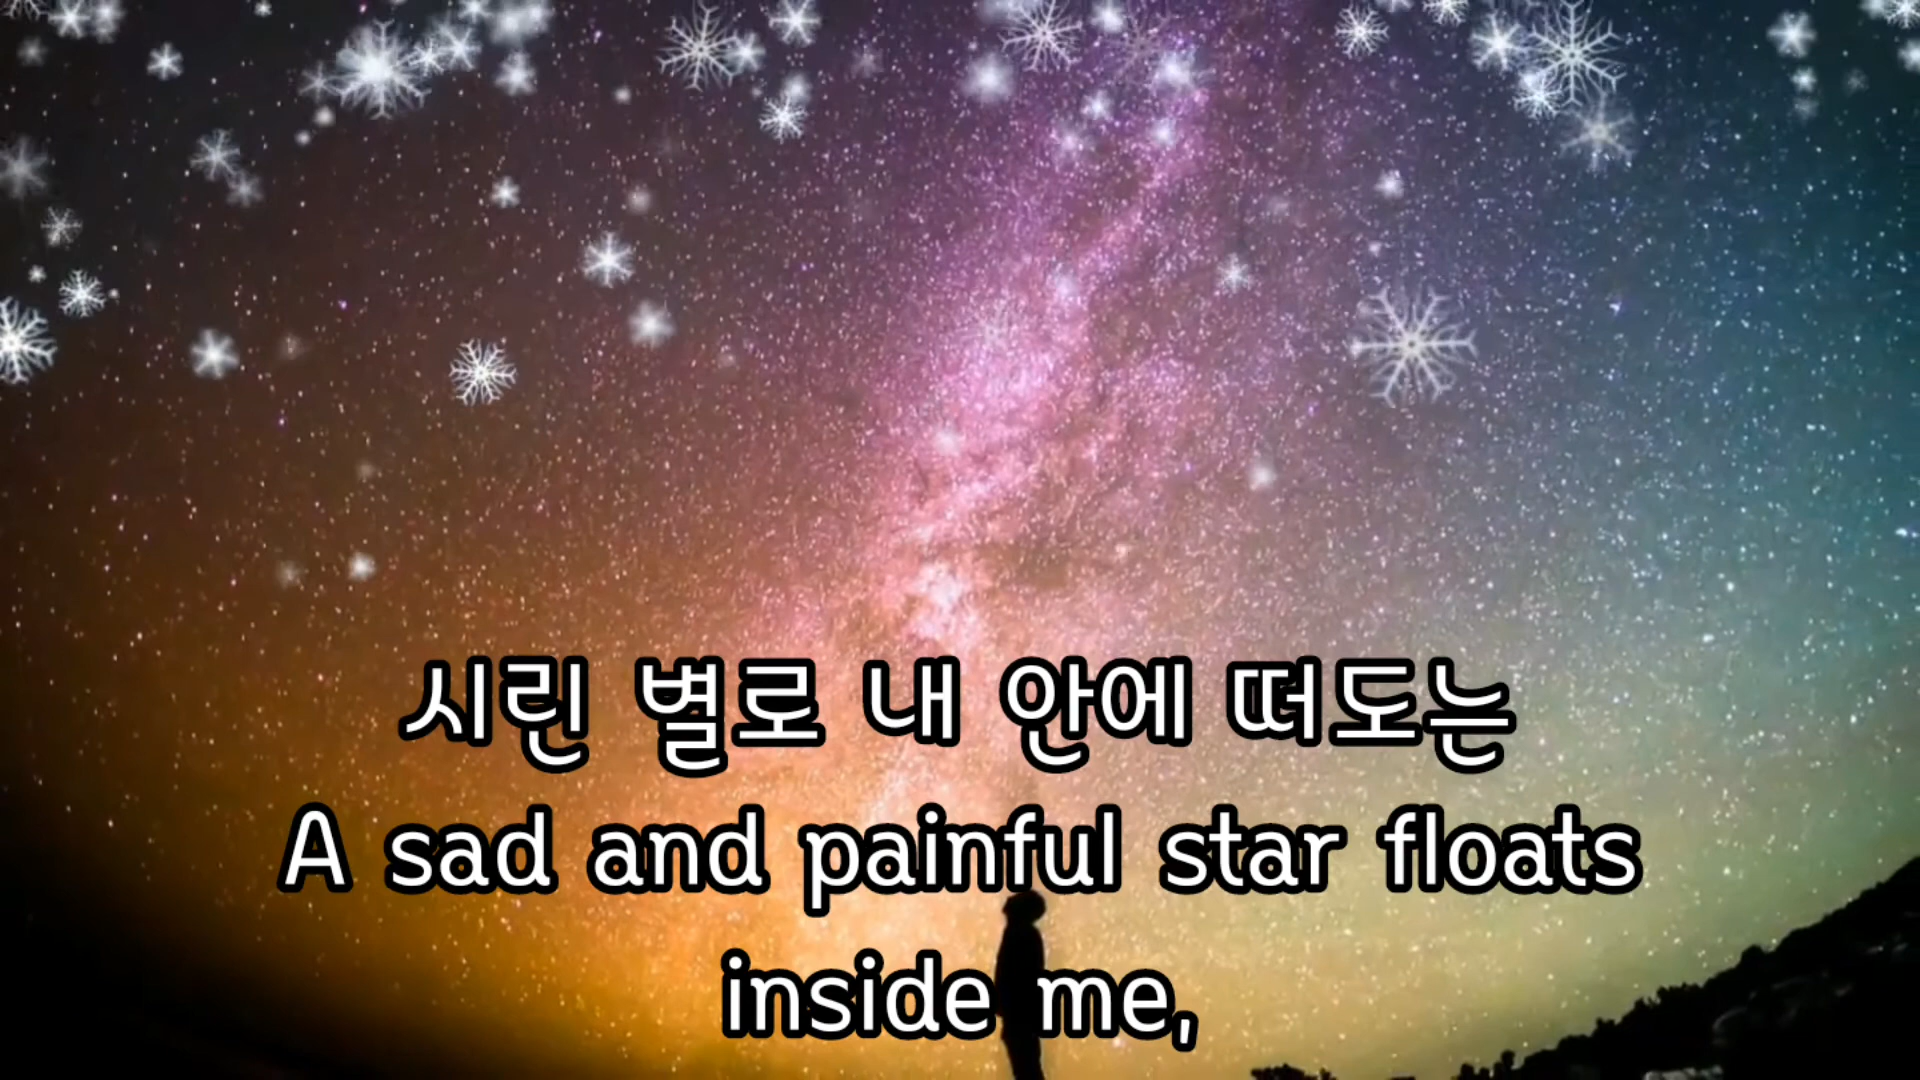 시린 별로 내 안에 떠도는
A sad and painful star floats
inside me,